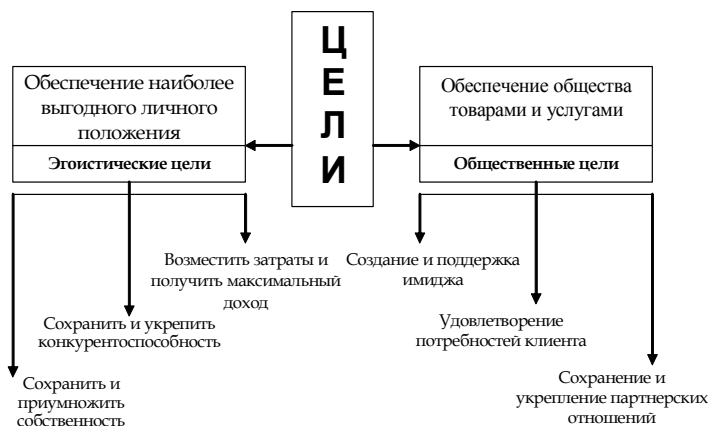 Ц
Е
Л
И
Обеспечение наиболее
выгодного личного
положения
Эгоистические цели
Обеспечение общества
товарами и услугами
Общественные цели
Возместить затраты и
получить максимальный
доход
Сохранить и укрепить
конкурентоспособность
Сохранить и
приумножить
собственность
Создание и поддержка
имиджа
Удовлетворение
потребностей клиента
Сохранение и
укрепление партнерских
отношений